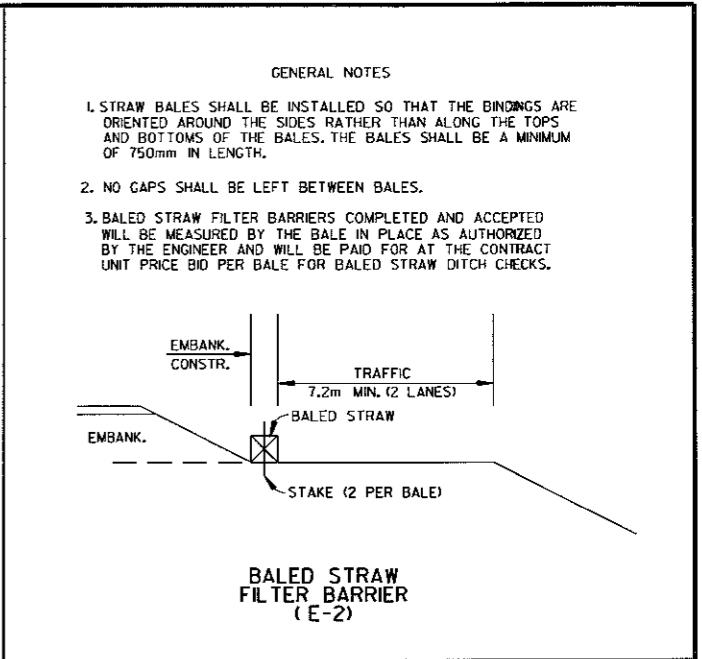 GENERAL NOTES
1. STRAW BALES SHALL BE INSTALLED SO THAT THE BINDINGS ARE
ORIENTED AROUND THE SIDES RATHER THAN ALONG THE TOPS
AND BOTTOMS OF THE BALES. THE BALES SHALL BE A MINIMUM
OF 750mm IN LENGTH.
2. NO GAPS SHALL BE LEFT BETWEEN BALES.
3. BALED STRAW FILTER BARRIERS COMPLETED AND ACCEPTED
WILL BE MEASURED BY THE BALE IN PLACE AS AUTHORIZED
BY THE ENGINEER AND WILL BE PAID FOR AT THE CONTRACT
UNIT PRICE BID PER BALE FOR BALED STRAW DITCH CHECKS.
EMBANK.
CONSTR.
TRAFFIC
7.2m MIN. (2 LANES)
BALED STRAW
EMBANK.
STAKE (2 PER BALE)
BALED STRAW
FILTER BARRIER
(E-2)